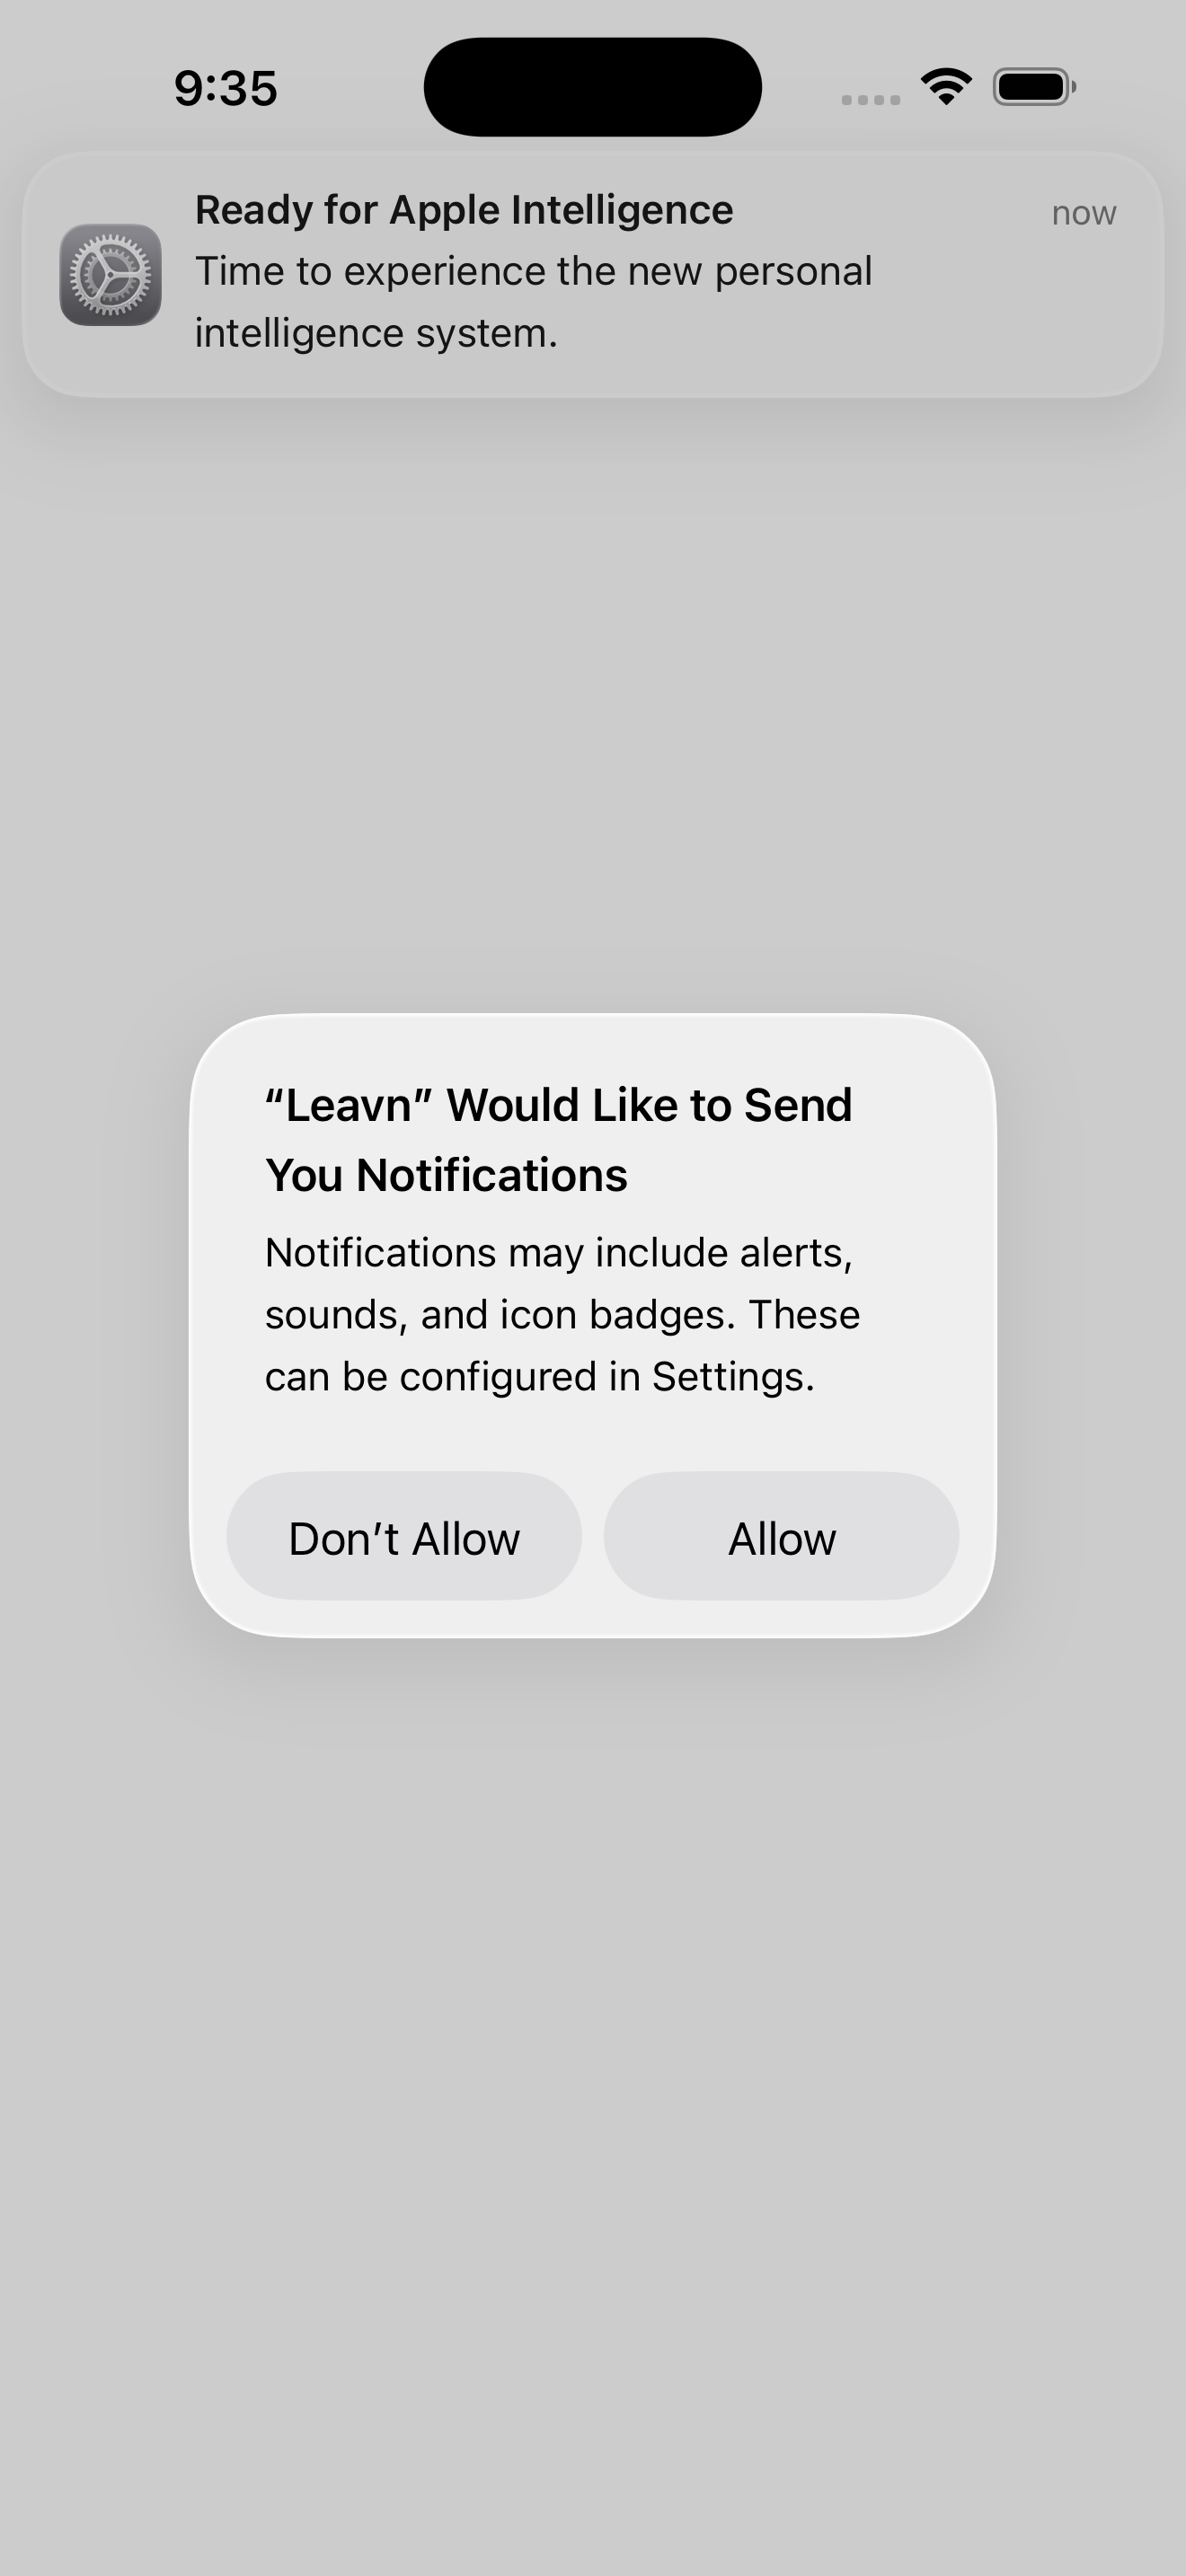 9:35
Ready for Apple Intelligence
now
Time to experience the new personal
intelligence system.
“Leavn” Would Like to Send
You Notifications
Notifications may include alerts,
sounds, and icon badges. These
can be configured in Settings.
Don’t Allow
Allow